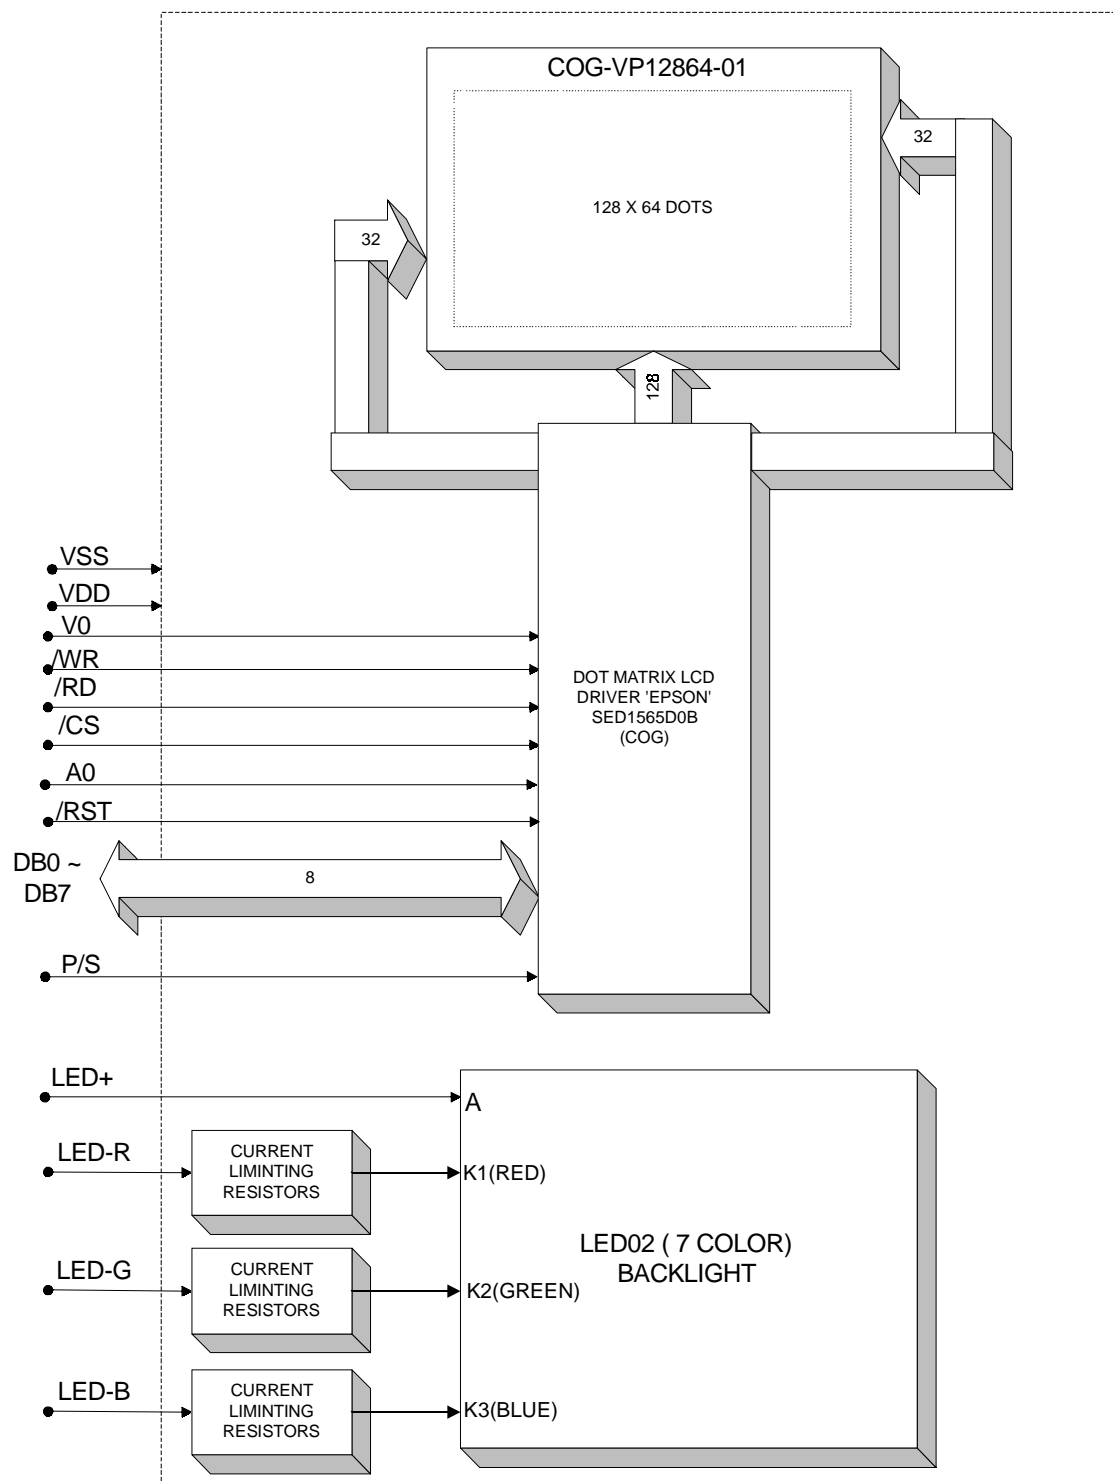 COG-VP12864-01
32
128 X 64 DOTS
32
128
VSS
VDD
V0
/WR
/RD
/CS
A0
/RST
DOT MATRIX LCD
DRIVER 'EPSON'
SED1565D0B
(COG)
DB0 ~
DB7
8
P/S
LED+
A
LED-R
CURRENT
LIMINTING
RESISTORS
K1(RED)
LED02 ( 7 COLOR)
BACKLIGHT
LED-G
CURRENT
LIMINTING
RESISTORS
K2(GREEN)
LED-B
CURRENT
LIMINTING
RESISTORS
K3(BLUE)